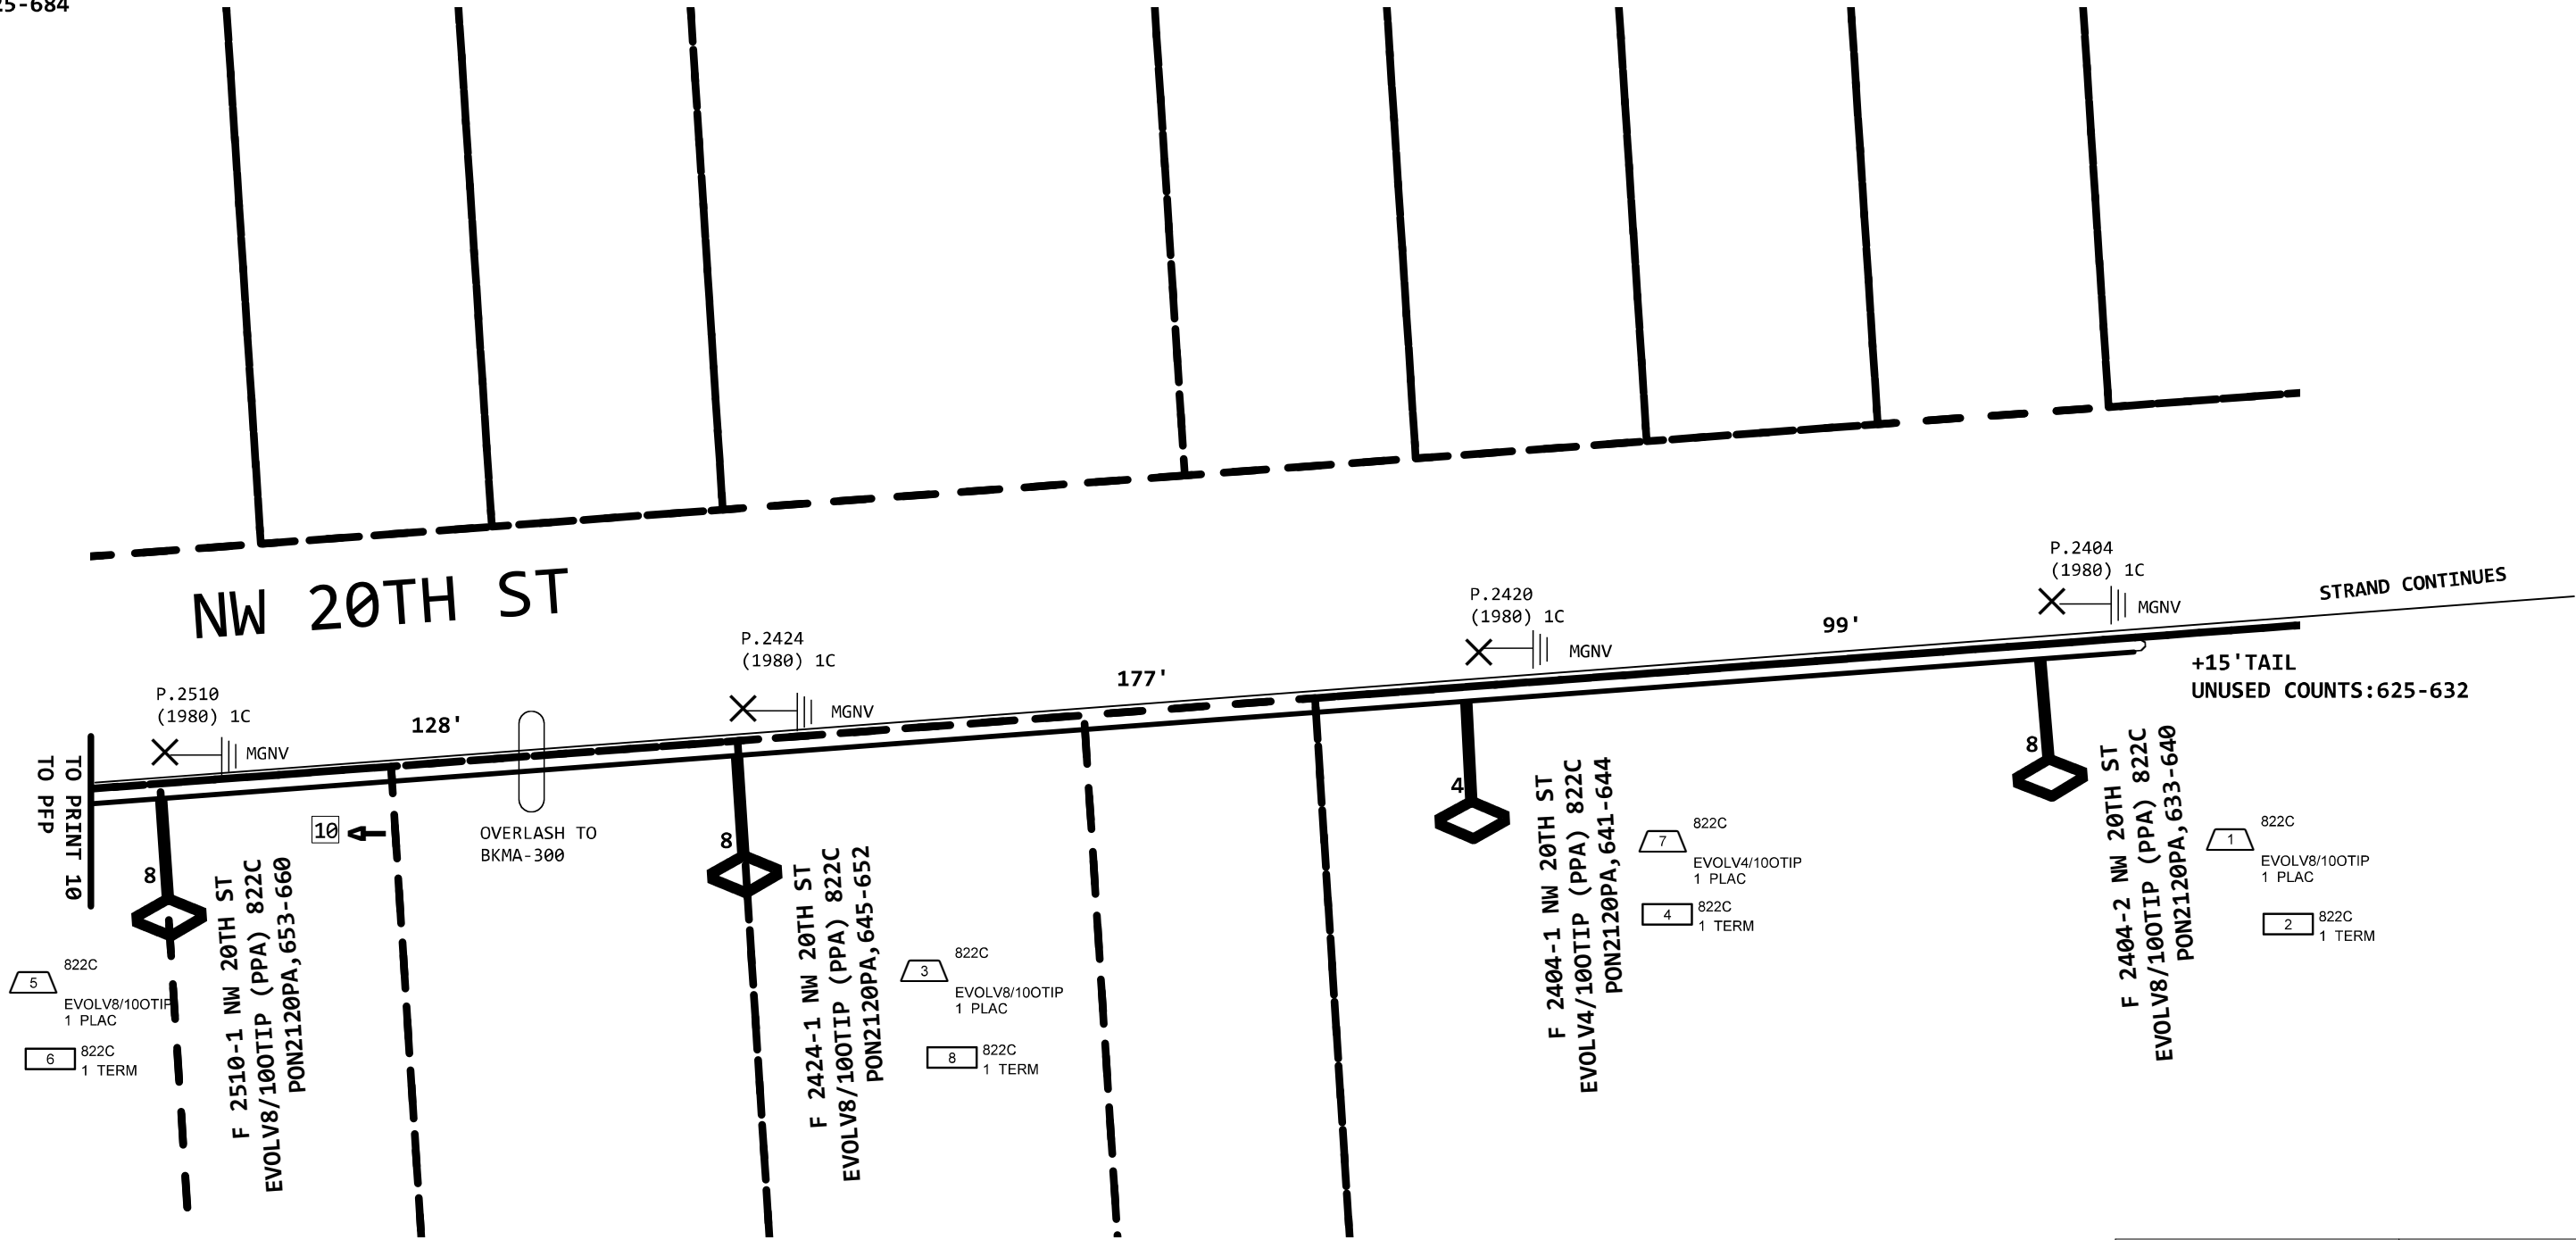 25-684
NW 20TH ST
P.2510
(1980) 1C
MGNV
128'
P.2424
(1980) 1C
MGNV
177'
P.2420
(1980) 1C
MGNV
99'
P.2404
(1980) 1C
MGNV
STRAND CONTINUES
+15'TAIL
UNUSED COUNTS:625-632
TO PRINT 10
TO PFP
10
OVERLASH TO
BKMA-300
8
F 2510-1 NW 20TH ST
EVOLV8/100TIP (PPA) 822C
PON2120PA,653-660
5
822C
EVOLV8/10OTIP
1 PLAC
6
822C
1 TERM
8
F 2424-1 NW 20TH ST
EVOLV8/100TIP (PPA) 822C
PON2120PA,645-652
3
822C
EVOLV8/10OTIP
1 PLAC
8
822C
1 TERM
4
F 2404-1 NW 20TH ST
EVOLV4/100TIP (PPA) 822C
PON2120PA,641-644
7
822C
EVOLV4/10OTIP
1 PLAC
4
822C
1 TERM
8
F 2404-2 NW 20TH ST
EVOLV8/100TIP (PPA) 822C
PON2120PA,633-640
1
822C
EVOLV8/10OTIP
1 PLAC
2
822C
1 TERM